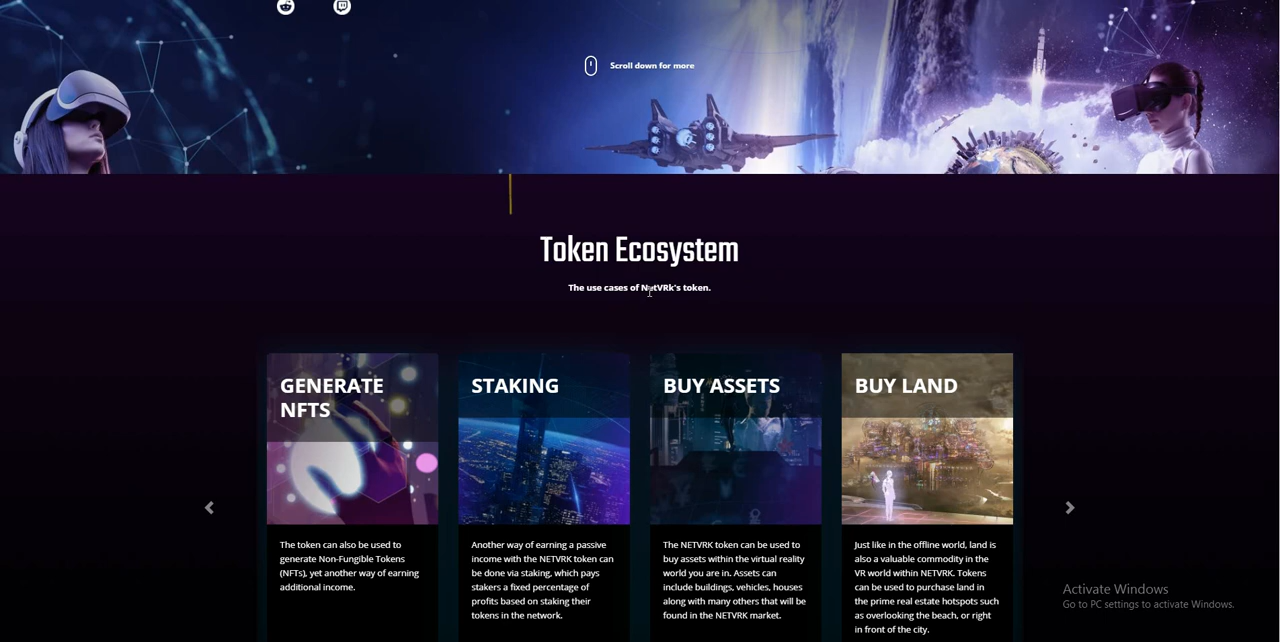 Scroll down for more
Token Ecosystem
The use cases of NetVRk's token.
GENERATE
NFTS
The token can also be used to
generate Non-Fungible Tokens
(NFTs), yet another way of earning
additional income.
STAKING
Another way of earning a passive
income with the NETVRK token can
be done via staking, which pays
stakers a fixed percentage of
profits based on staking their
tokens in the network.
BUY ASSETS
The NETVRK token can be used to
buy assets within the virtual reality
world you are in. Assets can
include buildings, vehicles, houses
along with many others that will be
found in the NETVRK market.
BUY LAND
Just like in the offline world, land is
also a valuable commodity in the
VR world within NETVRK. Tokens
can be used to purchase land in
the prime real estate hotspots such
as overlooking the beach, or right
in front of the city.
Activate Windows
Go to PC settings to activate Windows.